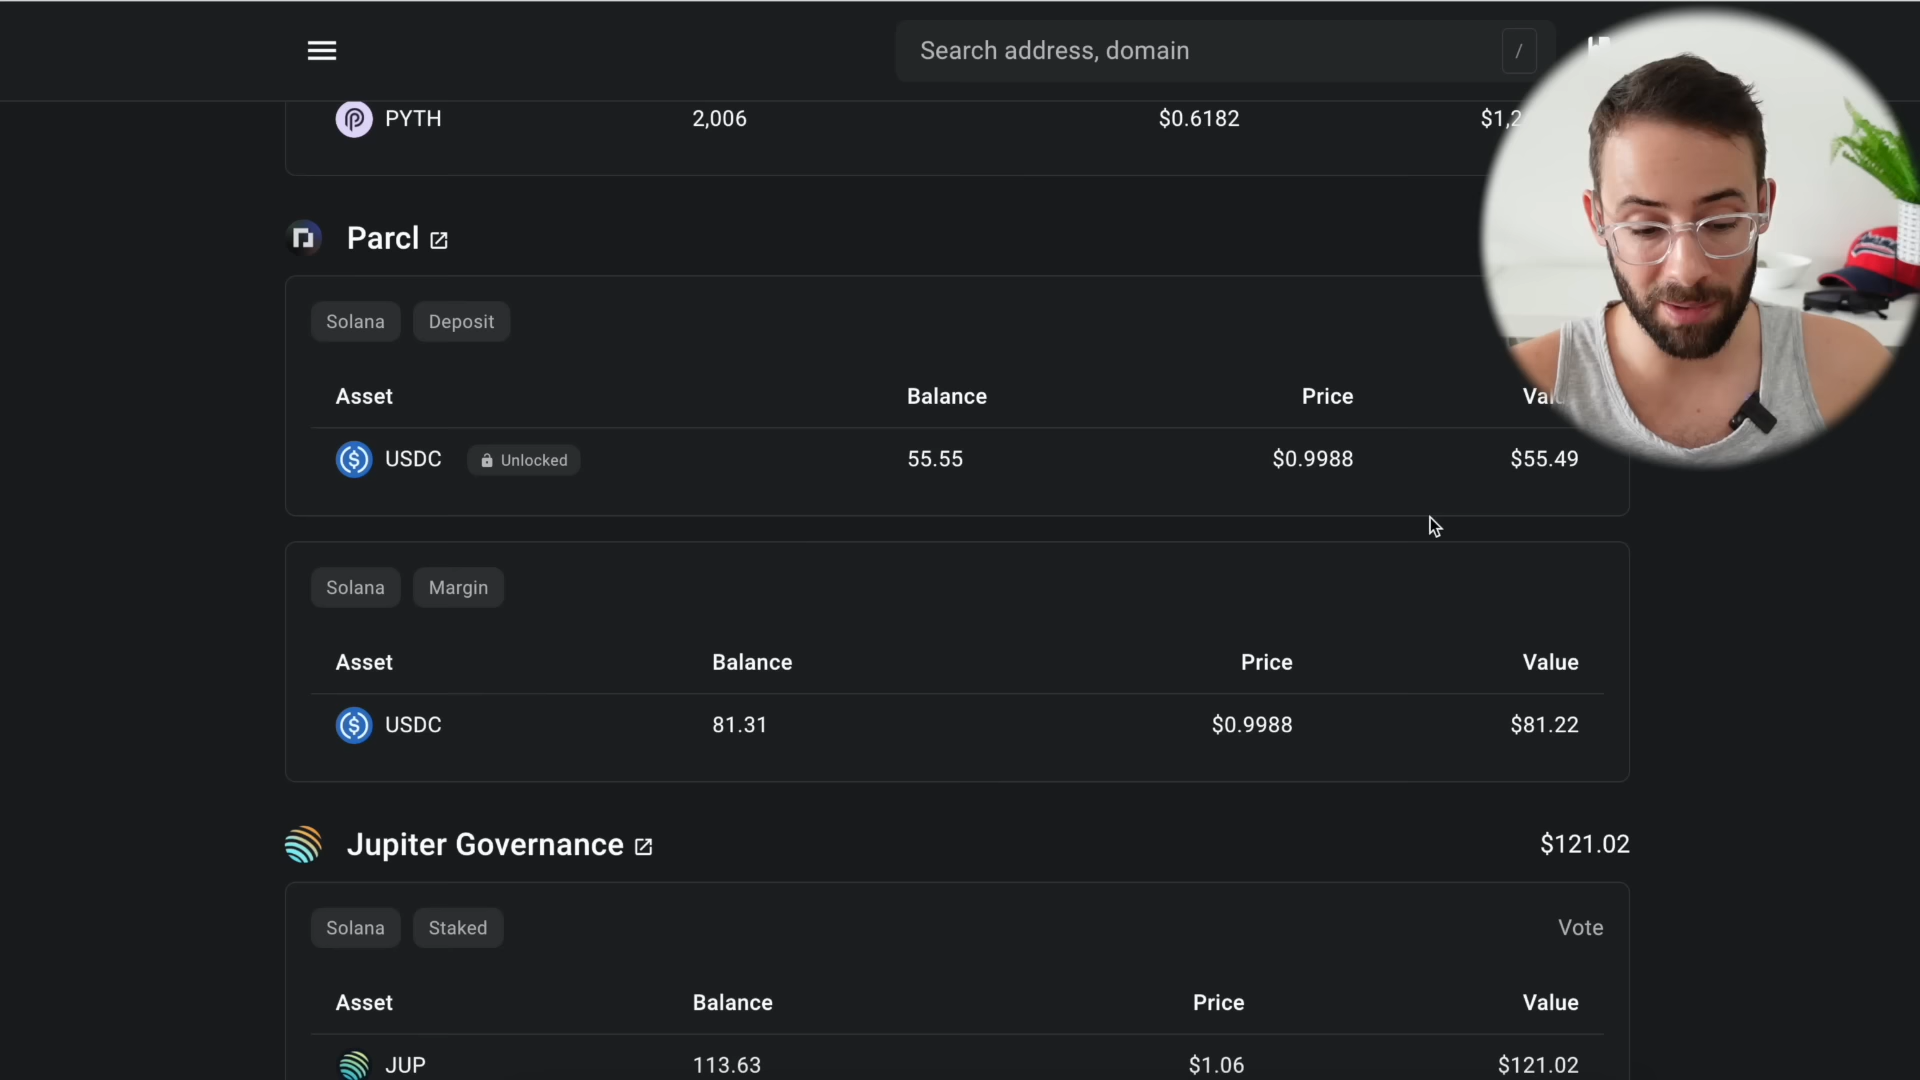 Search address, domain /
PYTH 2,006 $0.6182 $1,2
Parcl
Solana Deposit
Asset Balance Price
USDC Unlocked 55.55 $0.9988 $55.49
Solana Margin
Asset Balance Price Value
USDC 81.31 $0.9988 $81.22
Jupiter Governance $121.02
Solana Staked Vote
Asset Balance Price Value
JUP 113.63 $1.06 $121.02